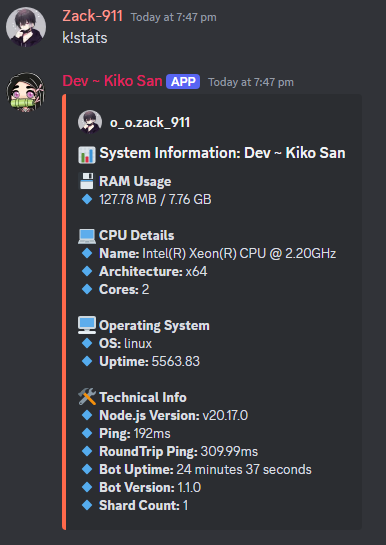 Zack-911 Today at 7:47 pm
k!stats
Dev ~ Kiko San APP Today at 7:47 pm
o_o.zack_911
📊 System Information: Dev ~ Kiko San
💾 RAM Usage
🔹 127.78 MB / 7.76 GB
💻 CPU Details
🔹 Name: Intel(R) Xeon(R) CPU @ 2.20GHz
🔹 Architecture: x64
🔹 Cores: 2
🖥️ Operating System
🔹 OS: linux
🔹 Uptime: 5563.83
🛠️ Technical Info
🔹 Node.js Version: v20.17.0
🔹 Ping: 192ms
🔹 RoundTrip Ping: 309.99ms
🔹 Bot Uptime: 24 minutes 37 seconds
🔹 Bot Version: 1.1.0
🔹 Shard Count: 1